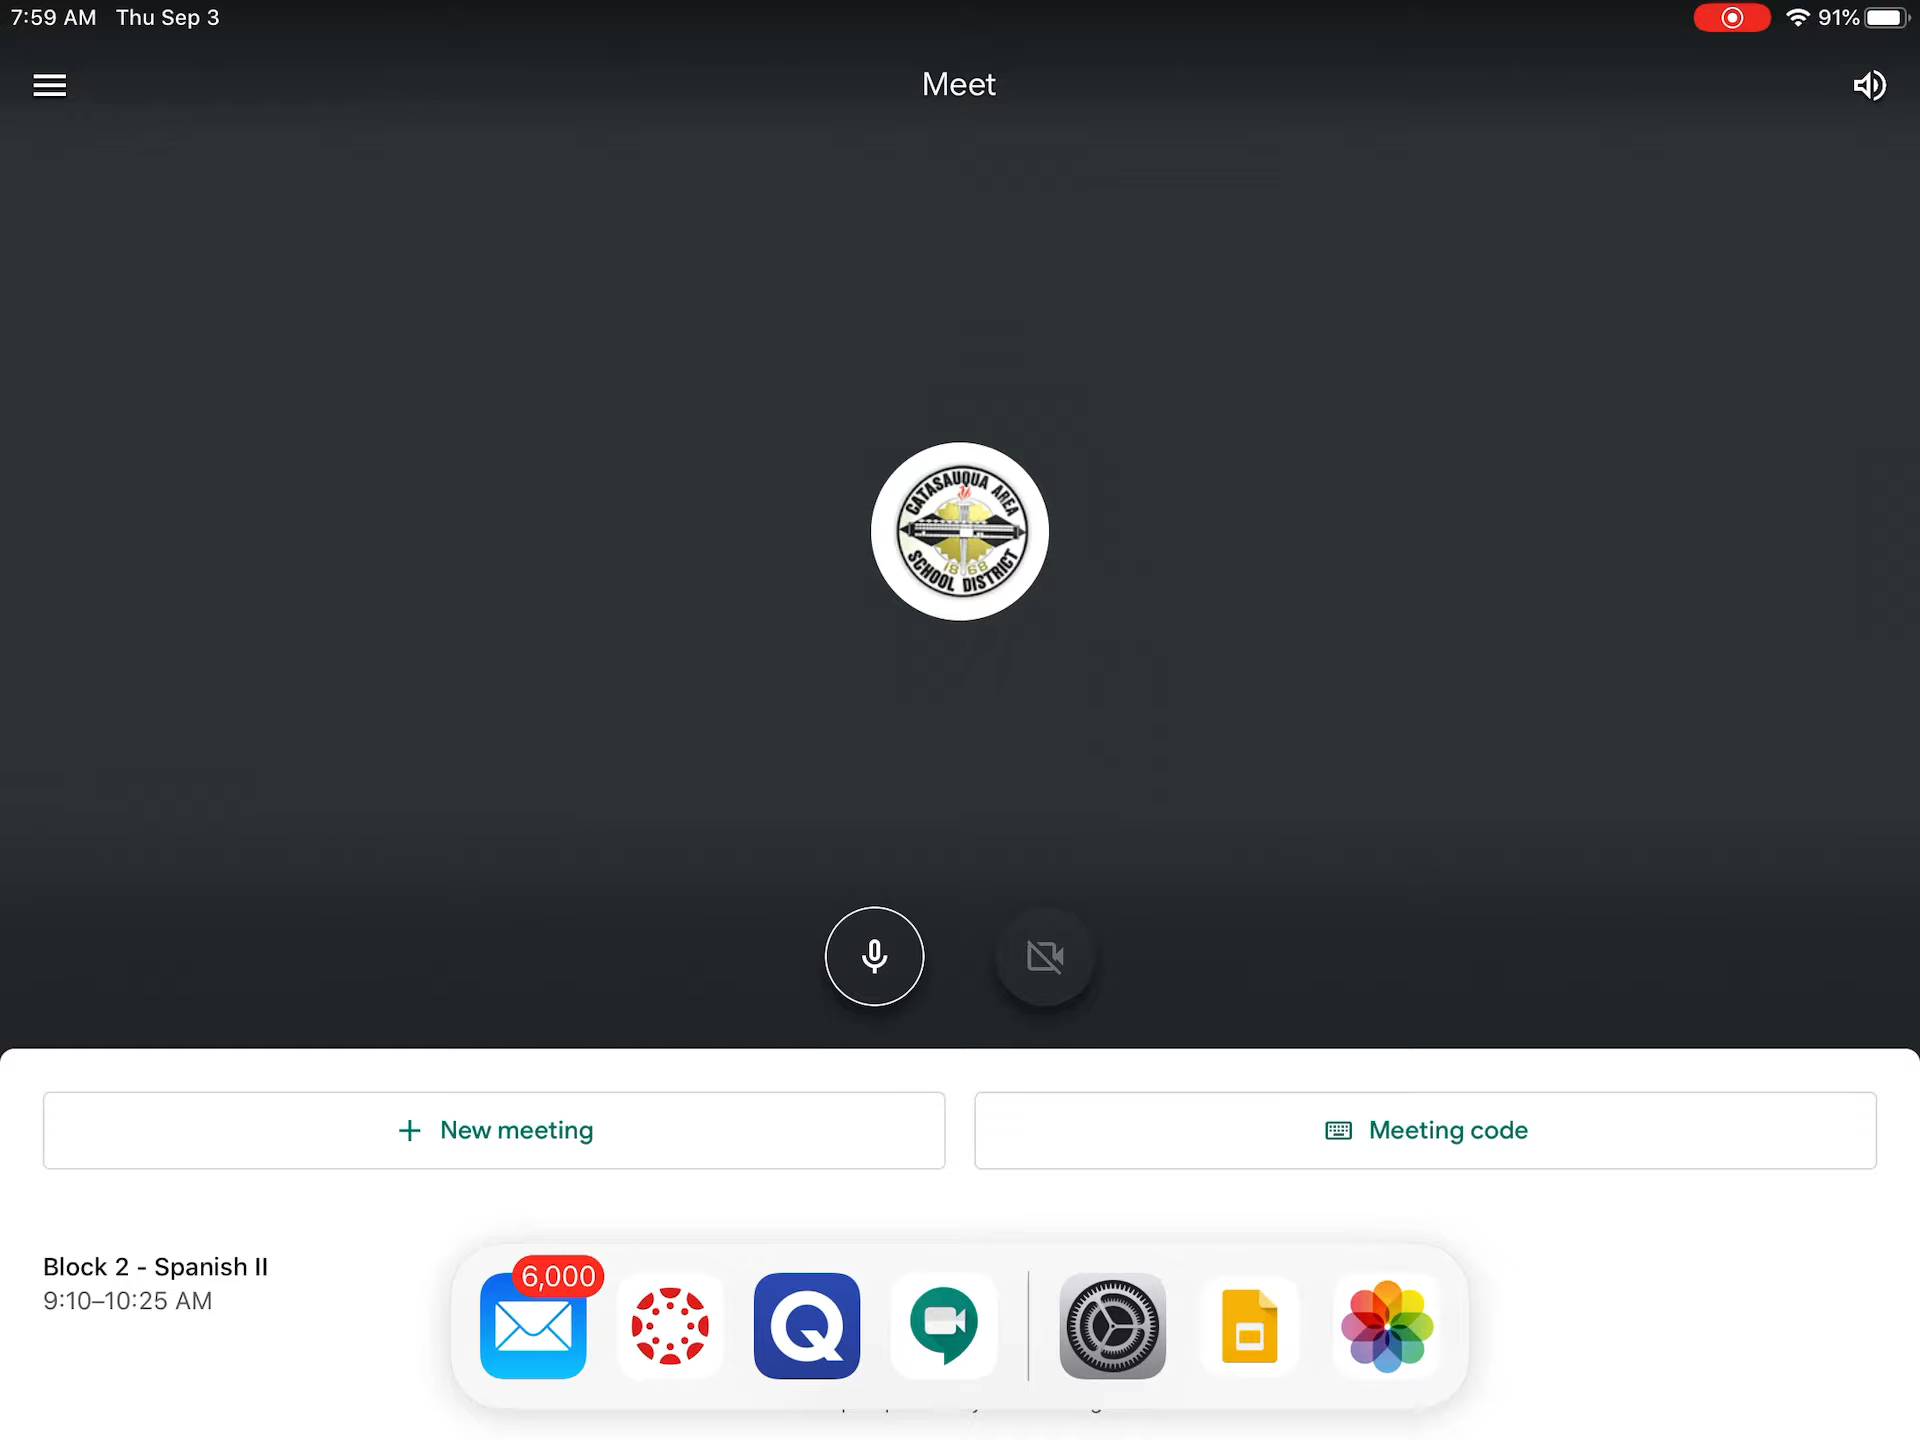 7:59 AM Thu Sep 3
91%
Meet
CATASAUQUA AREA
1868
SCHOOL DISTRICT
New meeting
Meeting code
Block 2 - Spanish II
9:10–10:25 AM
6,000